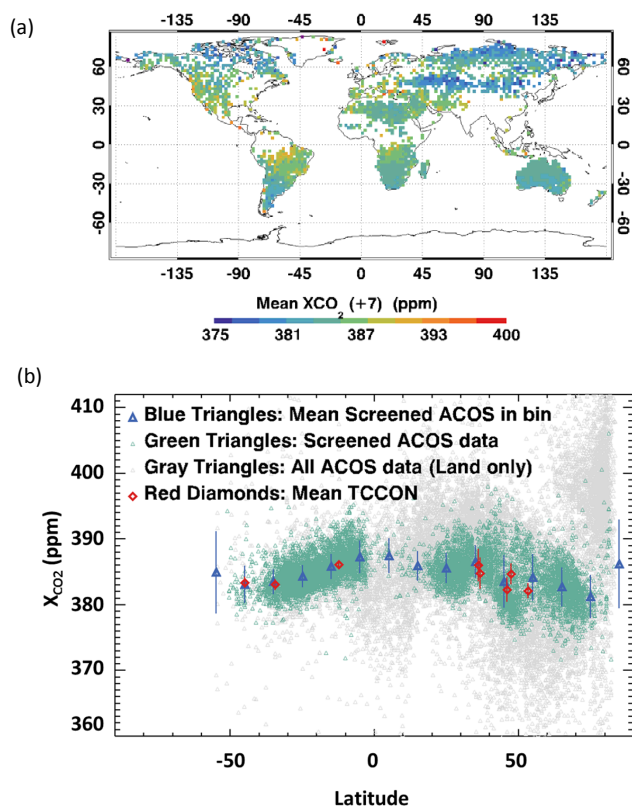 (a)
-135 -90 -45 0 45 90 135
60 60
30 30
0 0
-30 -30
-60 -60
-135 -90 -45 0 45 90 135
Mean XCO2 (+7) (ppm)
375 381 387 393 400
(b)
410
400
390
380
370
360
XCO2 (ppm)
Blue Triangles: Mean Screened ACOS in bin
Green Triangles: Screened ACOS data
Gray Triangles: All ACOS data (Land only)
Red Diamonds: Mean TCCON
-50 0 50
Latitude